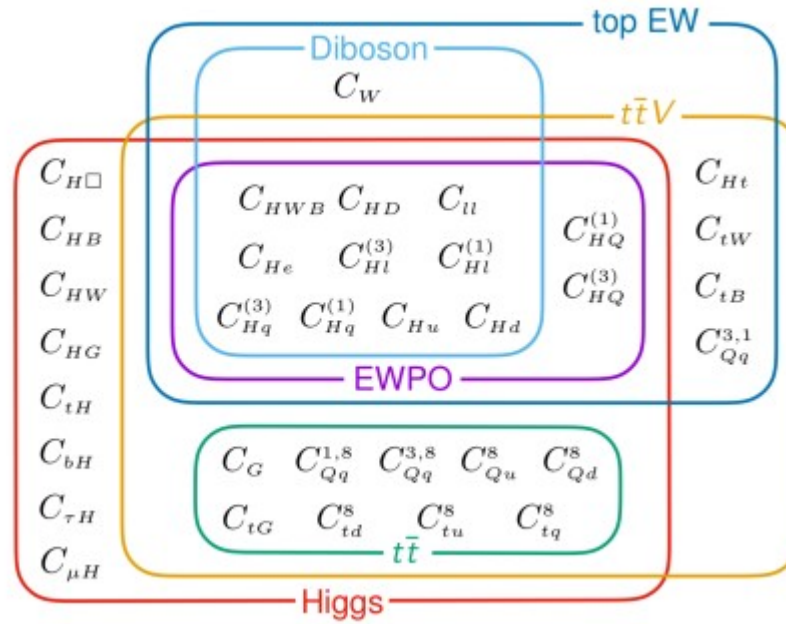 top EW
Diboson
C_W
tt̄V
C_{H□}
C_{HWB} C_{HD} C_{ll}
C_{Ht}
C_{HB}
C_{HQ}^{(1)}
C_{tW}
C_{He} C_{Hl}^{(3)} C_{Hl}^{(1)}
C_{HW}
C_{HQ}^{(3)}
C_{tB}
C_{Hq}^{(3)} C_{Hq}^{(1)} C_{Hu} C_{Hd}
C_{HG}
C_{Qq}^{3,1}
EWPO
C_{tH}
C_{bH}
C_G C_{Qq}^{1,8} C_{Qq}^{3,8} C_{Qu}^8 C_{Qd}^8
C_{τH}
C_{tG} C_{td}^8 C_{tu}^8 C_{tq}^8
tt̄
C_{μH}
Higgs